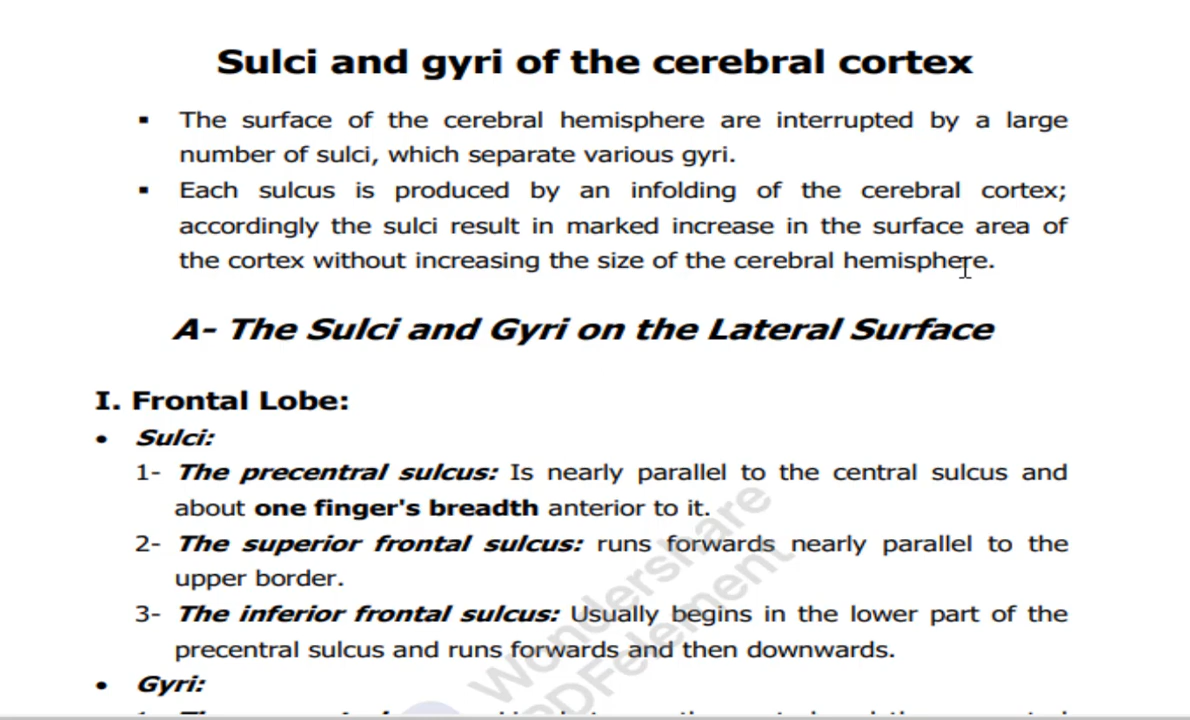 Sulci and gyri of the cerebral cortex
▪ The surface of the cerebral hemisphere are interrupted by a large
number of sulci, which separate various gyri.
▪ Each sulcus is produced by an infolding of the cerebral cortex;
accordingly the sulci result in marked increase in the surface area of
the cortex without increasing the size of the cerebral hemisphere.
A- The Sulci and Gyri on the Lateral Surface
I. Frontal Lobe:
• Sulci:
1- The precentral sulcus: Is nearly parallel to the central sulcus and
about one finger's breadth anterior to it.
2- The superior frontal sulcus: runs forwards nearly parallel to the
upper border.
3- The inferior frontal sulcus: Usually begins in the lower part of the
precentral sulcus and runs forwards and then downwards.
• Gyri:
Wondershare
PDFelement